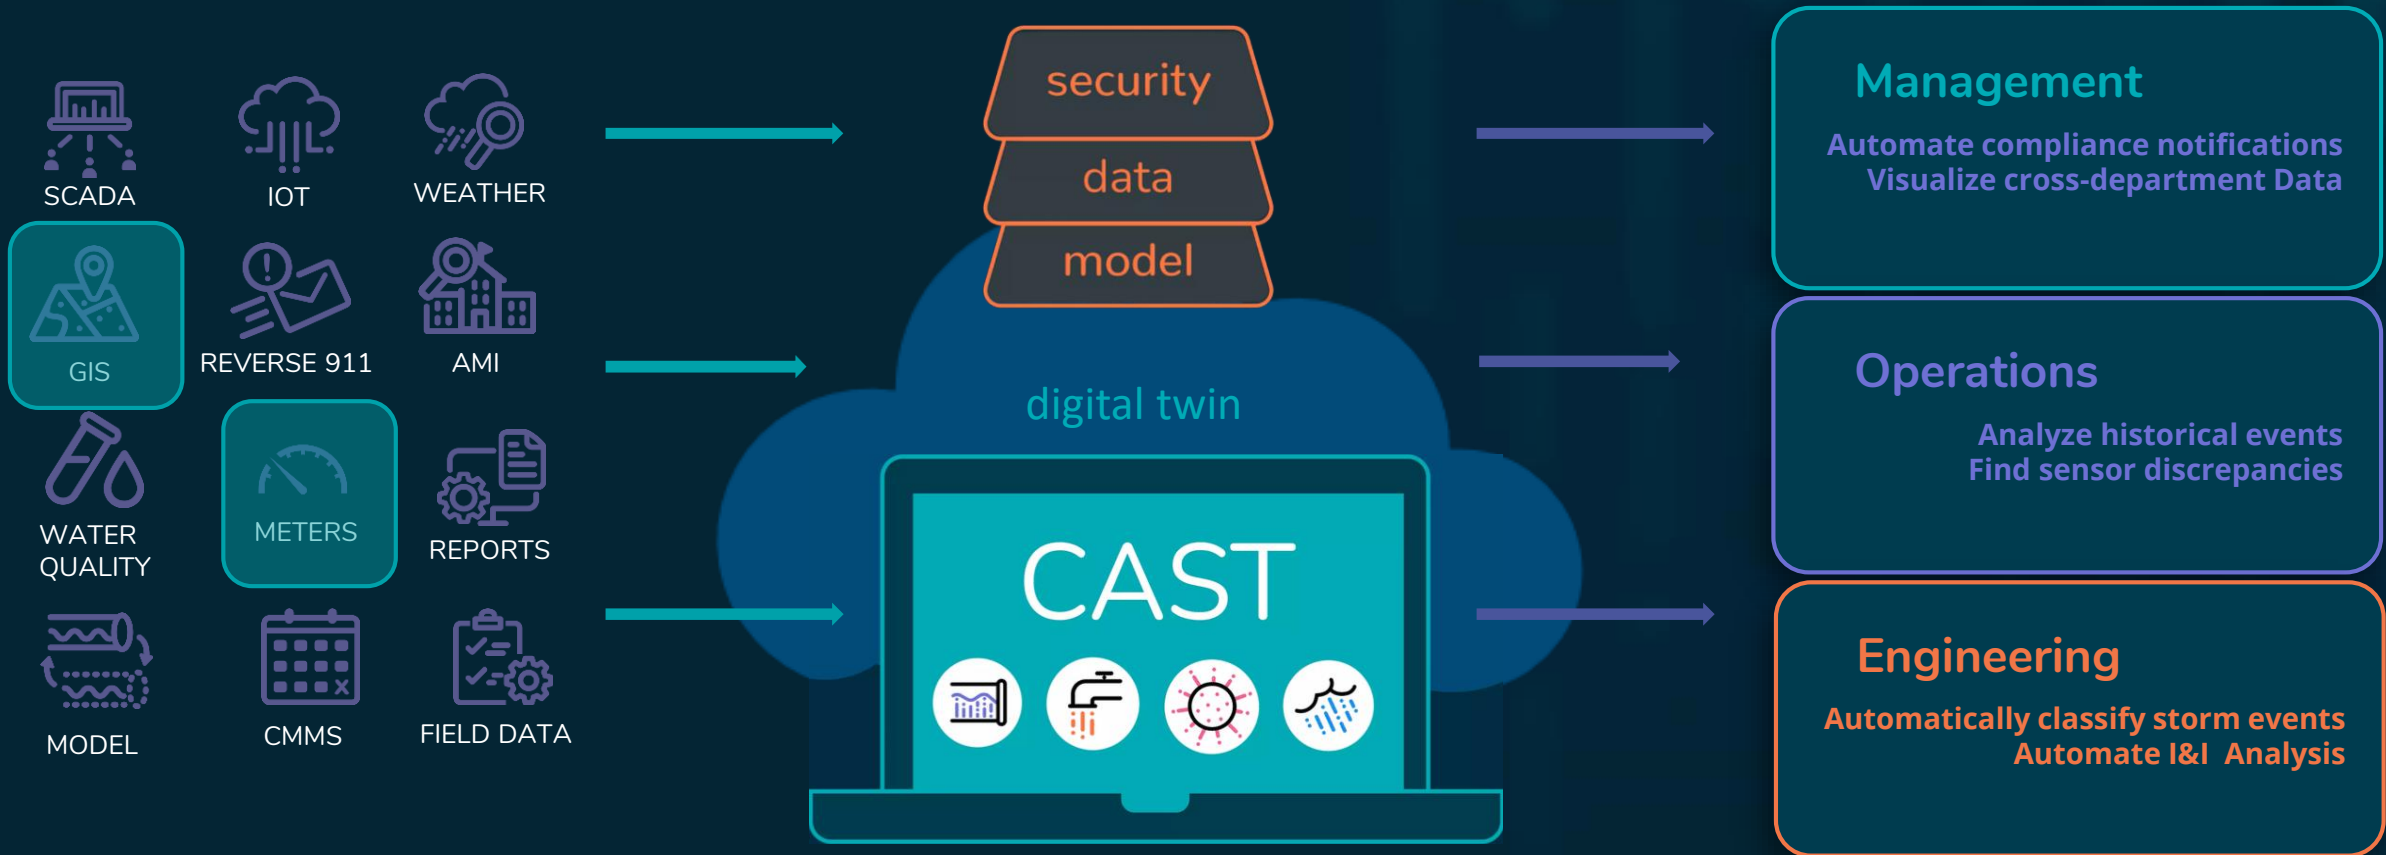 SCADA
IOT
WEATHER
GIS
REVERSE 911
AMI
WATER
QUALITY
METERS
REPORTS
MODEL
CMMS
FIELD DATA
security
data
model
digital twin
CAST
Management
Automate compliance notifications
Visualize cross-department Data
Operations
Analyze historical events
Find sensor discrepancies
Engineering
Automatically classify storm events
Automate I&I  Analysis